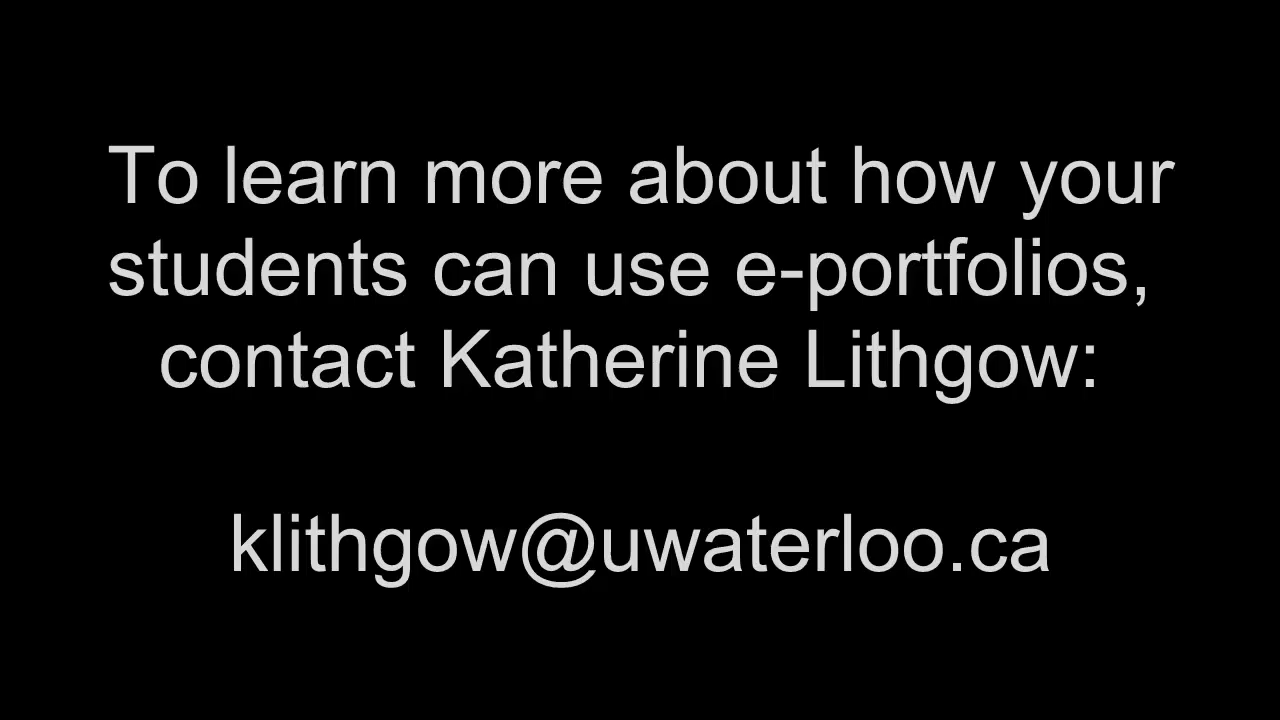 To learn more about how your
students can use e-portfolios,
contact Katherine Lithgow:
klithgow@uwaterloo.ca